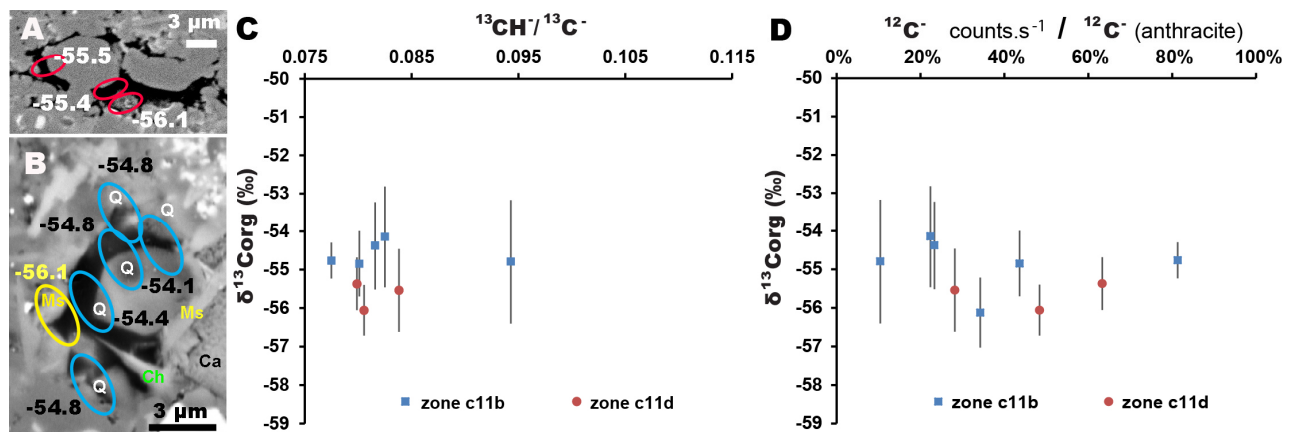 A
3 µm
-55.5
-55.4
-56.1
B
-54.8
Q
Q
-54.8
Q
-54.1
-56.1
Ms
Q
-54.4
Ms
Ca
Ch
Q
-54.8
3 µm
C
¹³CH⁻/¹³C⁻
0.075 0.085 0.095 0.105 0.115
-50
-51
-52
-53
-54
-55
-56
-57
-58
-59
δ¹³Corg (‰)
zone c11b zone c11d
D
¹²C⁻ counts.s⁻¹ / ¹²C⁻ (anthracite)
0% 20% 40% 60% 80% 100%
-50
-51
-52
-53
-54
-55
-56
-57
-58
-59
δ¹³Corg (‰)
zone c11b zone c11d